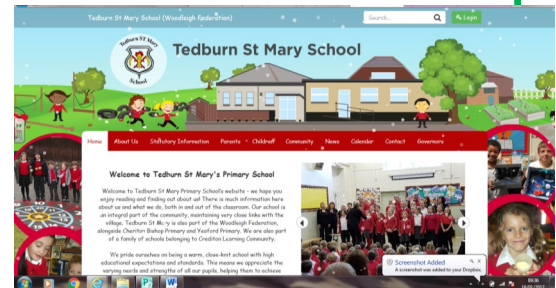 Tedburn St Mary School (Woodleigh Federation)
Search...
Login
Tedburn St Mary
School
Tedburn St Mary School
Home About Us Statutory Information Parents Children Community News Calendar Contact Governors
Welcome to Tedburn St Mary's Primary School
Welcome to Tedburn St Mary Primary School's website - we hope you
enjoy reading and finding out about us! There is much information here
about us and what we do, both in and out of the classroom. Our school is
an integral part of the community, maintaining very close links with the
village. Tedburn St Mary is also part of the Woodleigh Federation,
alongside Cheriton Bishop Primary and Yeoford Primary. We are also part
of a family of schools belonging to Crediton Learning Community.
We pride ourselves on being a warm, close-knit school with high
educational expectations and standards. This means we appreciate the
varying needs and strengths of all our pupils, helping them to achieve
Screenshot Added
A screenshot was added to your Dropbox.